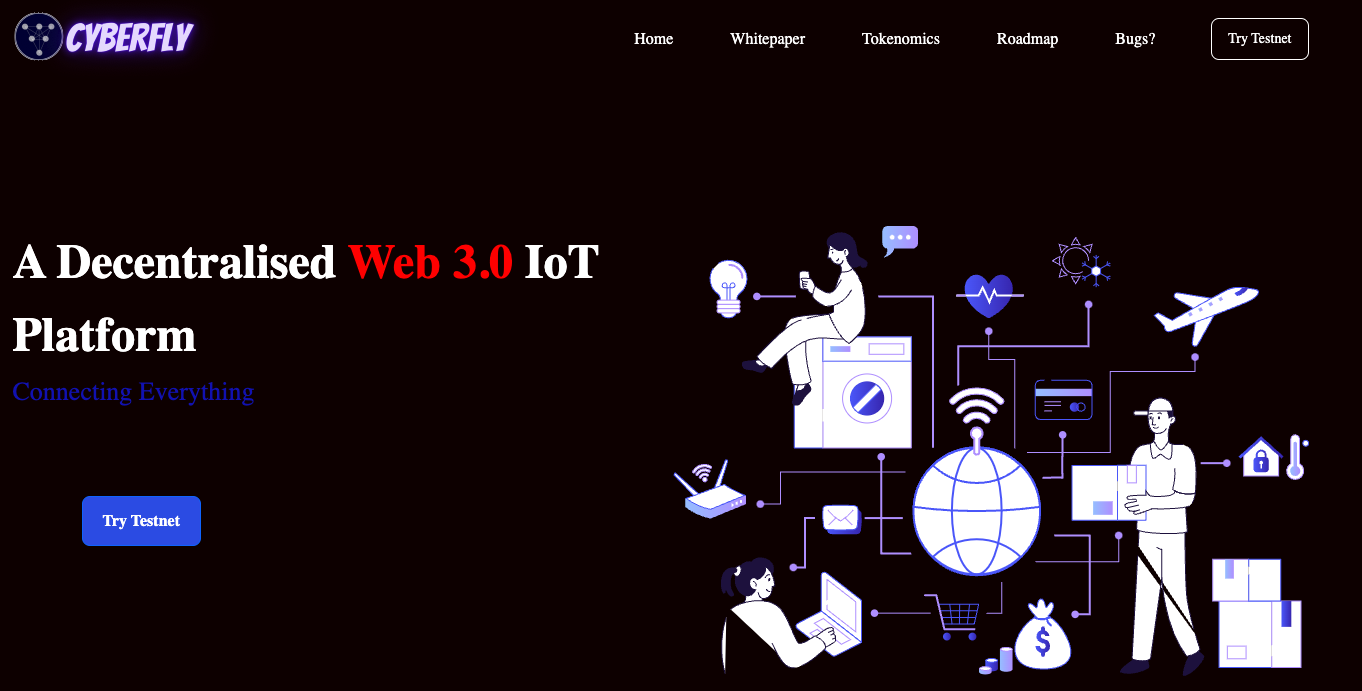 CYBERFLY
Home
Whitepaper
Tokenomics
Roadmap
Bugs?
Try Testnet
A Decentralised Web 3.0 IoT
Platform
Connecting Everything
Try Testnet
$